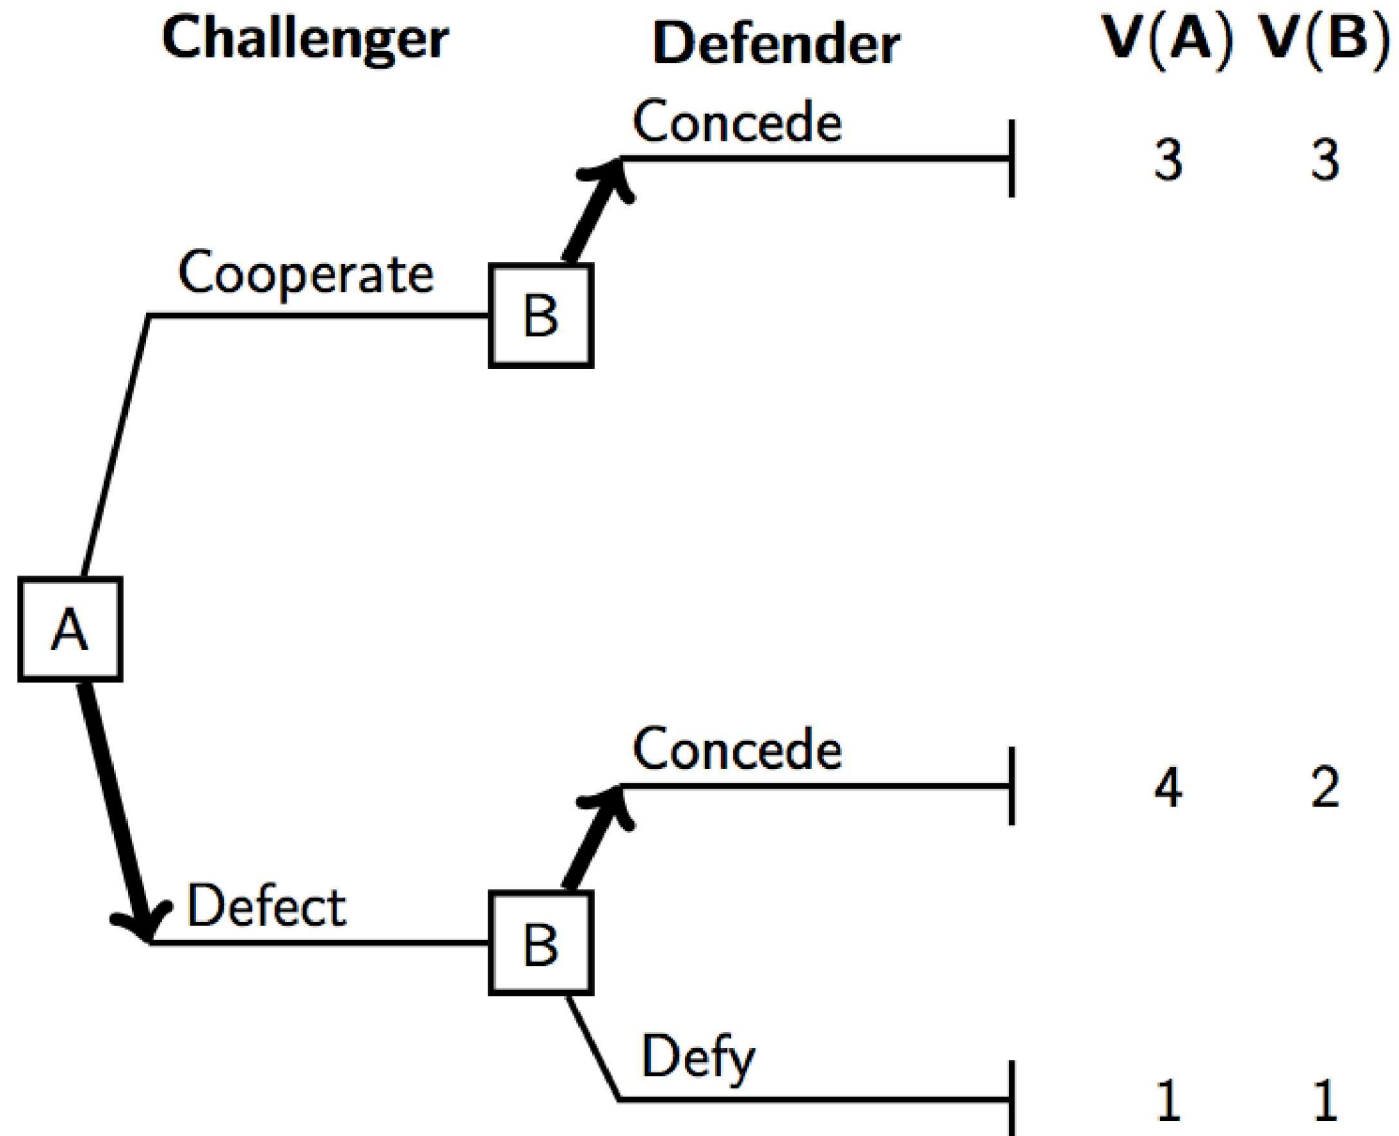 Challenger Defender V(A) V(B)
Concede
3 3
Cooperate
B
A
Concede
4 2
Defect
B
Defy
1 1